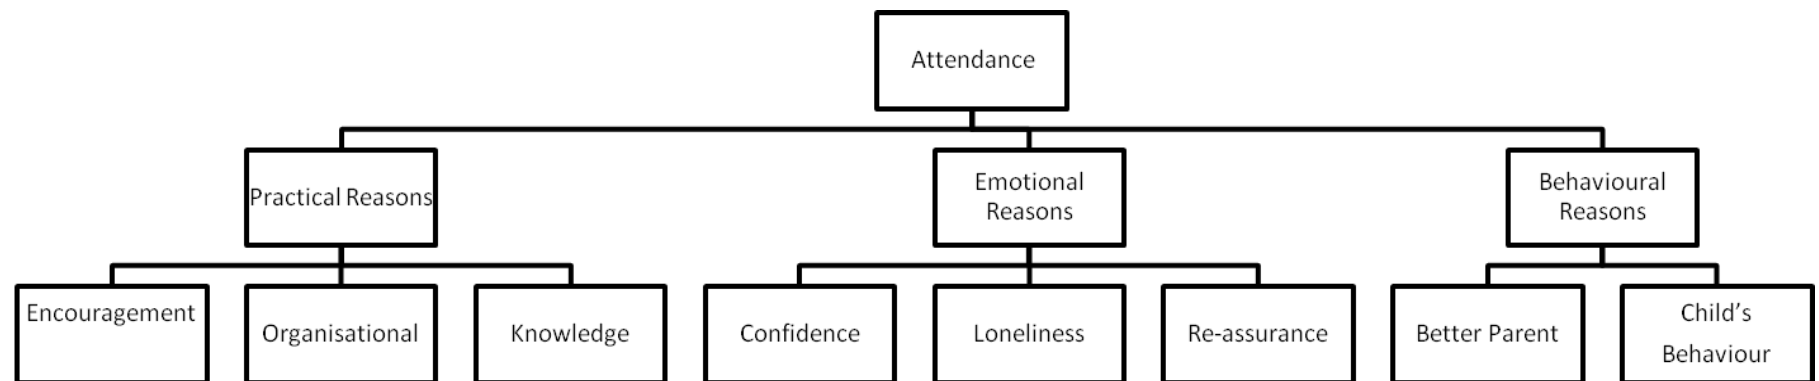 Attendance
Practical Reasons
Emotional
Reasons
Behavioural
Reasons
Encouragement
Organisational
Knowledge
Confidence
Loneliness
Re-assurance
Better Parent
Child’s
Behaviour